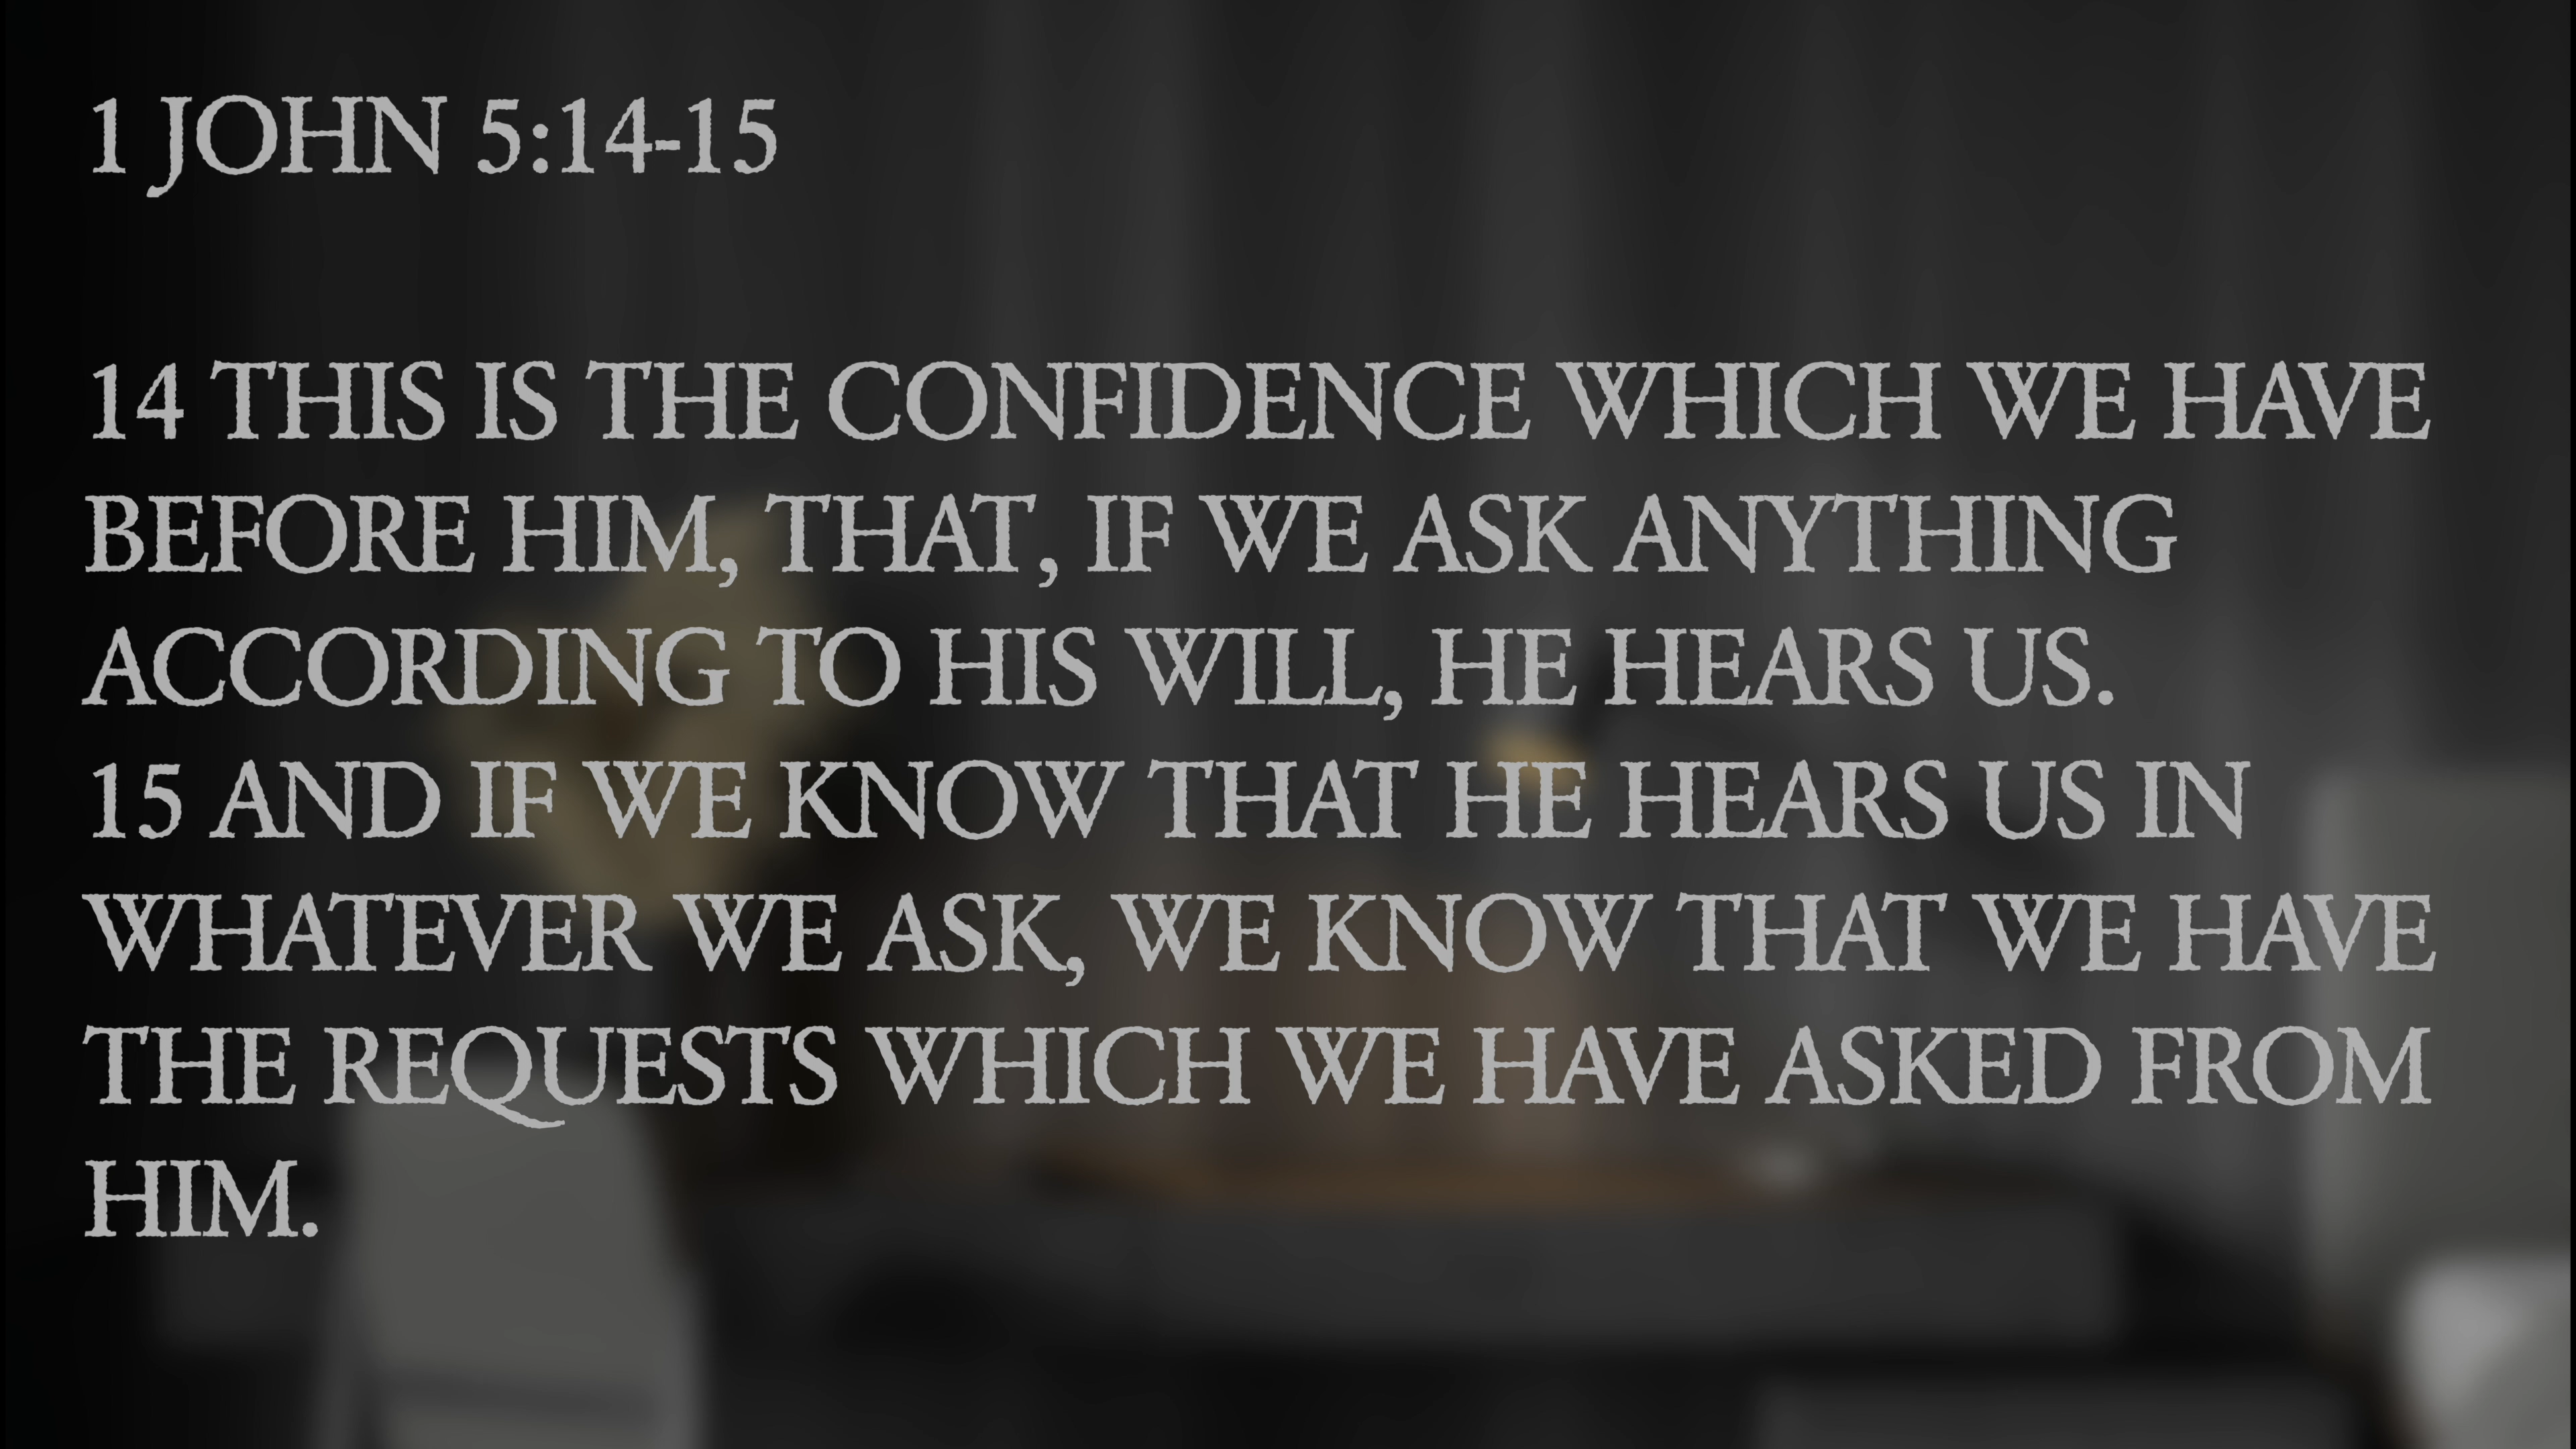 1 JOHN 5:14-15
14 THIS IS THE CONFIDENCE WHICH WE HAVE
BEFORE HIM, THAT, IF WE ASK ANYTHING
ACCORDING TO HIS WILL, HE HEARS US.
15 AND IF WE KNOW THAT HE HEARS US IN
WHATEVER WE ASK, WE KNOW THAT WE HAVE
THE REQUESTS WHICH WE HAVE ASKED FROM
HIM.